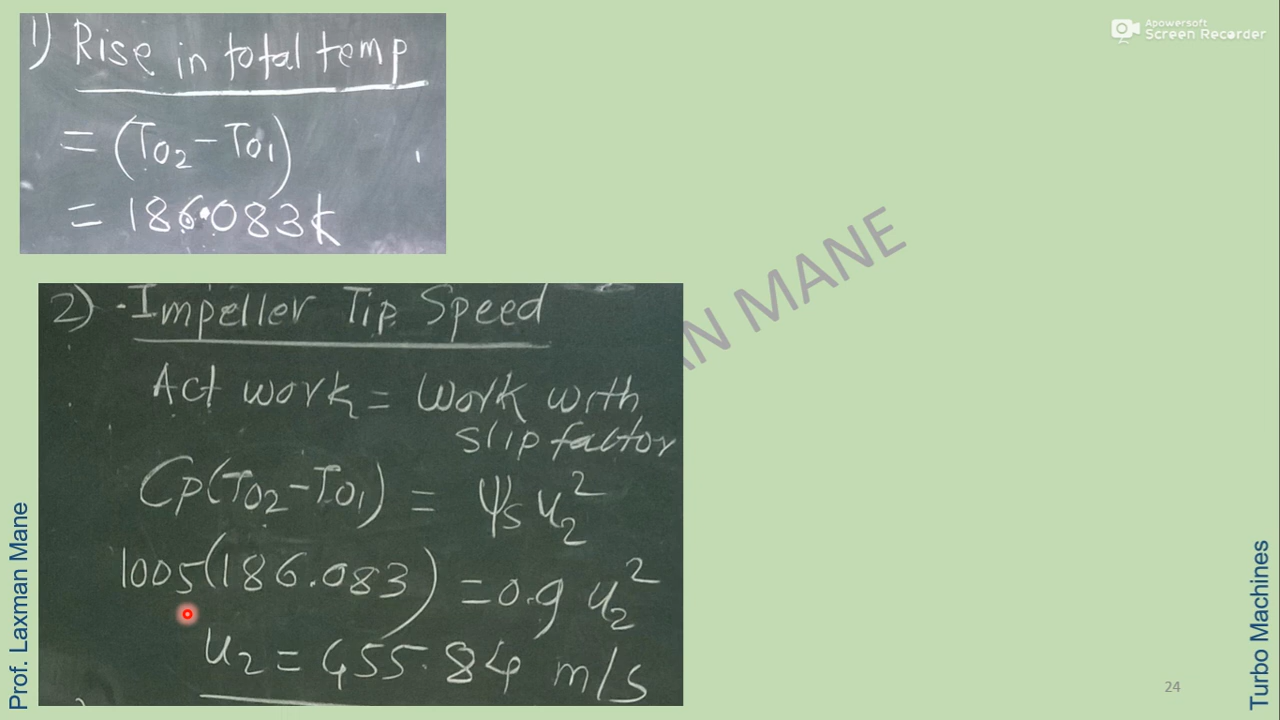 1) Rise in total temp
= (T02 - T01)
= 186.083k
2) -Impeller Tip Speed
Act work = Work with
slip factor
Cp(T02 - T01) = ψs u2²
1005(186.083) = 0.9 u2²
u2 = 455.84 m/s
AN MANE
Prof. Laxman Mane
Turbo Machines
24
Apowersoft
Screen Recorder